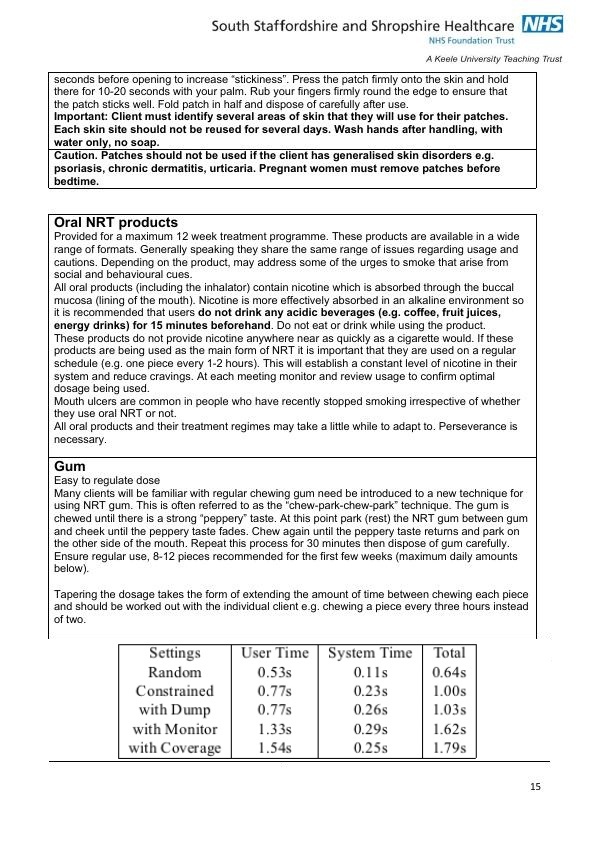 South Staffordshire and Shropshire Healthcare NHS
NHS Foundation Trust
A Keele University Teaching Trust
seconds before opening to increase “stickiness”. Press the patch firmly onto the skin and hold
there for 10-20 seconds with your palm. Rub your fingers firmly round the edge to ensure that
the patch sticks well. Fold patch in half and dispose of carefully after use.
Important: Client must identify several areas of skin that they will use for their patches.
Each skin site should not be reused for several days. Wash hands after handling, with
water only, no soap.
Caution. Patches should not be used if the client has generalised skin disorders e.g.
psoriasis, chronic dermatitis, urticaria. Pregnant women must remove patches before
bedtime.
Oral NRT products
Provided for a maximum 12 week treatment programme. These products are available in a wide
range of formats. Generally speaking they share the same range of issues regarding usage and
cautions. Depending on the product, may address some of the urges to smoke that arise from
social and behavioural cues.
All oral products (including the inhalator) contain nicotine which is absorbed through the buccal
mucosa (lining of the mouth). Nicotine is more effectively absorbed in an alkaline environment so
it is recommended that users do not drink any acidic beverages (e.g. coffee, fruit juices,
energy drinks) for 15 minutes beforehand. Do not eat or drink while using the product.
These products do not provide nicotine anywhere near as quickly as a cigarette would. If these
products are being used as the main form of NRT it is important that they are used on a regular
schedule (e.g. one piece every 1-2 hours). This will establish a constant level of nicotine in their
system and reduce cravings. At each meeting monitor and review usage to confirm optimal
dosage being used.
Mouth ulcers are common in people who have recently stopped smoking irrespective of whether
they use oral NRT or not.
All oral products and their treatment regimes may take a little while to adapt to. Perseverance is
necessary.
Gum
Easy to regulate dose
Many clients will be familiar with regular chewing gum need be introduced to a new technique for
using NRT gum. This is often referred to as the “chew-park-chew-park” technique. The gum is
chewed until there is a strong “peppery” taste. At this point park (rest) the NRT gum between gum
and cheek until the peppery taste fades. Chew again until the peppery taste returns and park on
the other side of the mouth. Repeat this process for 30 minutes then dispose of gum carefully.
Ensure regular use, 8-12 pieces recommended for the first few weeks (maximum daily amounts
below).
Tapering the dosage takes the form of extending the amount of time between chewing each piece
and should be worked out with the individual client e.g. chewing a piece every three hours instead
of two.
Settings User Time System Time Total
Random 0.53s 0.11s 0.64s
Constrained 0.77s 0.23s 1.00s
with Dump 0.77s 0.26s 1.03s
with Monitor 1.33s 0.29s 1.62s
with Coverage 1.54s 0.25s 1.79s
15